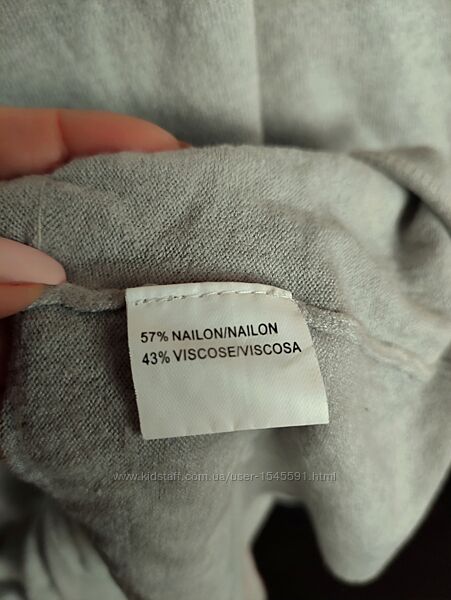 57% NAILON/NAILON
43% VISCOSE/VISCOSA
www.kidstaff.com.ua/user-1545591.html